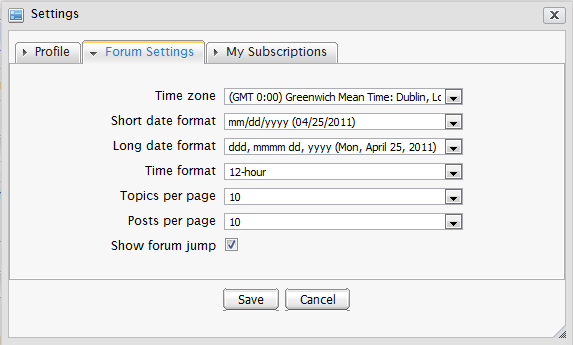 Settings
Profile
Forum Settings
My Subscriptions
Time zone (GMT 0:00) Greenwich Mean Time: Dublin, Lo
Short date format mm/dd/yyyy (04/25/2011)
Long date format ddd, mmmm dd, yyyy (Mon, April 25, 2011)
Time format 12-hour
Topics per page 10
Posts per page 10
Show forum jump
Save
Cancel